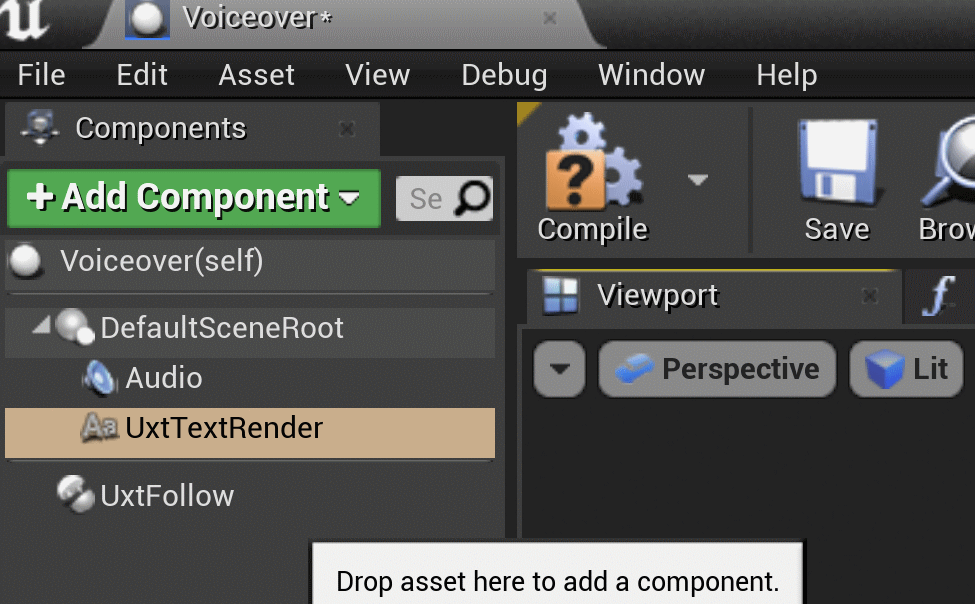 Voiceover*
File Edit Asset View Debug Window Help
Components
+Add Component
Se
Compile
Save
Voiceover(self)
Viewport
DefaultSceneRoot
Perspective
Lit
Audio
UxtTextRender
UxtFollow
Drop asset here to add a component.